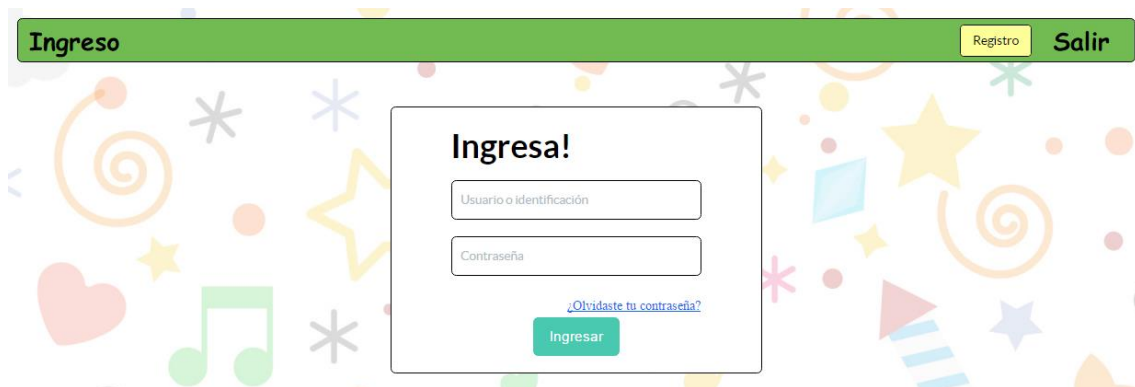 Ingreso
Registro
Salir
Ingresa!
Usuario o identificación
Contraseña
¿Olvidaste tu contraseña?
Ingresar